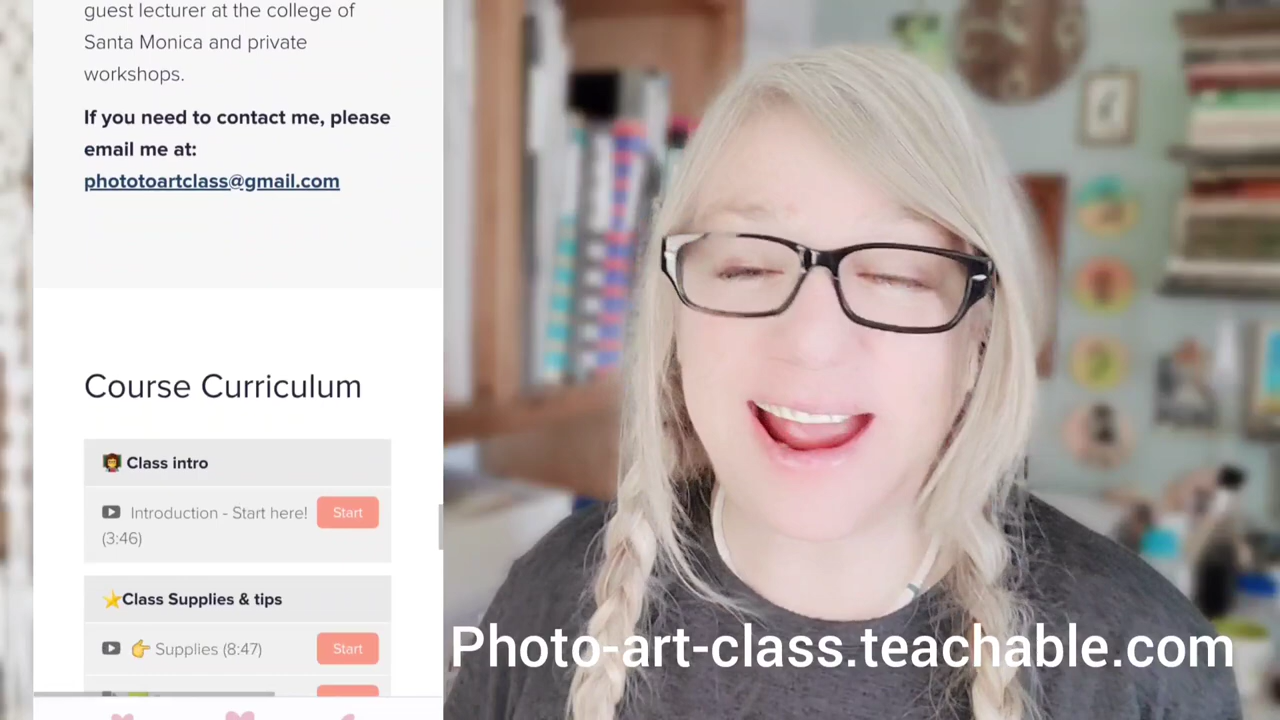 guest lecturer at the college of
Santa Monica and private
workshops.
If you need to contact me, please
email me at:
phototoartclass@gmail.com
Course Curriculum
Class intro
Introduction - Start here!
(3:46)
Start
Class Supplies & tips
Supplies (8:47)
Start
Photo-art-class.teachable.com